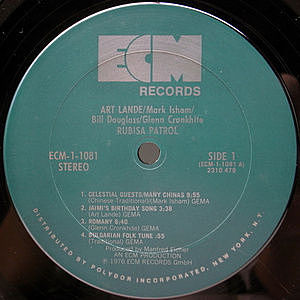 ECM
RECORDS
ART LANDE/Mark Isham/
Bill Douglass/Glenn Cronkhite
RUBISA PATROL
ECM-1-1081
STEREO
SIDE 1
(ECM-1-1081 A)
2310 478
1. CELESTIAL GUESTS/MANY CHINAS 8:55
(Chinese Traditional)(Mark Isham) GEMA
2. JAIMI'S BIRTHDAY SONG 3:38
(Art Lande) GEMA
3. ROMANY 8:40
(Glenn Cronkhite) GEMA
4. BULGARIAN FOLK TUNE :55
(Traditional) GEMA
Produced by Manfred Eicher
AN ECM PRODUCTION
℗ 1976 ECM RECORDS GmbH
DISTRIBUTED BY POLYDOR INCORPORATED, NEW YORK, N.Y.